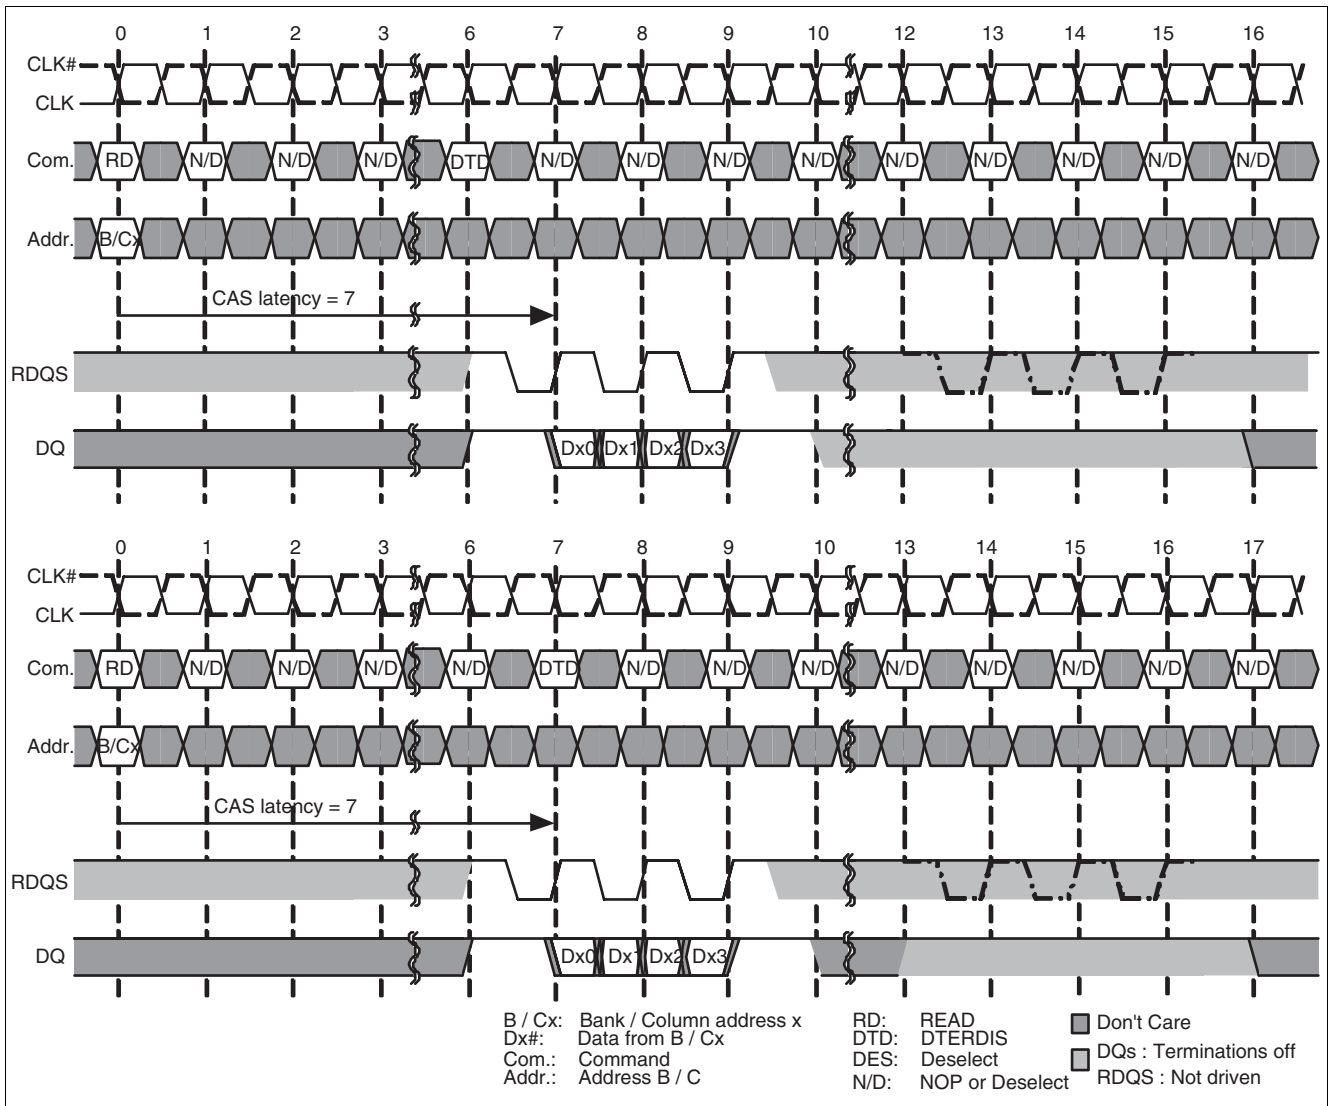 0 1 2 3 6 7 8 9 10 12 13 14 15 16
CLK#
CLK
Com. RD N/D N/D N/D DTD N/D N/D N/D N/D N/D N/D N/D N/D N/D
Addr. B/Cx
CAS latency = 7
RDQS
DQ Dx0 Dx1 Dx2 Dx3
0 1 2 3 6 7 8 9 10 13 14 15 16 17
CLK#
CLK
Com. RD N/D N/D N/D N/D DTD N/D N/D N/D N/D N/D N/D N/D N/D
Addr. B/Cx
CAS latency = 7
RDQS
DQ Dx0 Dx1 Dx2 Dx3
B / Cx: Bank / Column address x
Dx#: Data from B / Cx
Com.: Command
Addr.: Address B / C
RD: READ
DTD: DTERDIS
DES: Deselect
N/D: NOP or Deselect
Don't Care
DQs : Terminations off
RDQS : Not driven